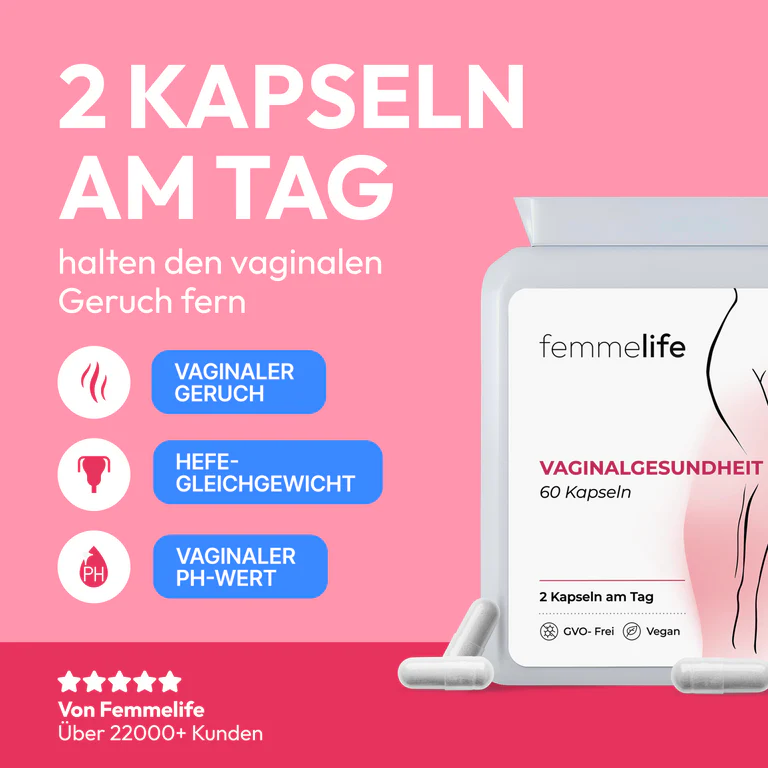 2 KAPSELN
AM TAG
halten den vaginalen
Geruch fern
VAGINALER
GERUCH
HEFE-
GLEICHGEWICHT
PH
VAGINALER
PH-WERT
femmelife
VAGINALGESUNDHEIT
60 Kapseln
2 Kapseln am Tag
GVO- Frei
Vegan
Von Femmelife
Über 22000+ Kunden